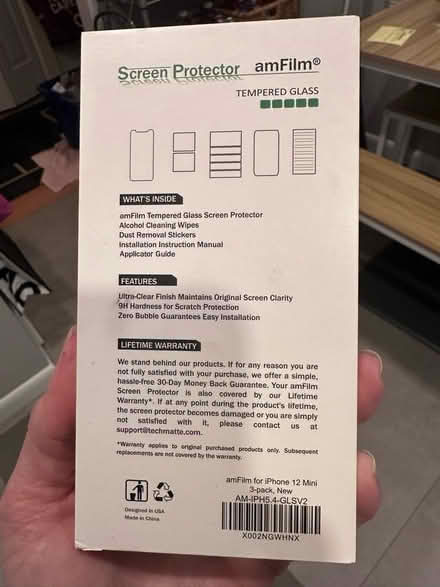 Screen Protector amFilm®
TEMPERED GLASS
WHAT'S INSIDE
amFilm Tempered Glass Screen Protector
Alcohol Cleaning Wipes
Dust Removal Stickers
Installation Instruction Manual
Applicator Guide
FEATURES
Ultra-Clear Finish Maintains Original Screen Clarity
9H Hardness for Scratch Protection
Zero Bubble Guarantees Easy Installation
LIFETIME WARRANTY
We stand behind our products. If for any reason you are
not fully satisfied with your purchase, we offer a simple,
hassle-free 30-Day Money Back Guarantee. Your amFilm
Screen Protector is also covered by our Lifetime
Warranty*. If at any point during the product's lifetime,
the screen protector becomes damaged or you are simply
not satisfied with it, please contact us at
support@techmatte.com.
*Warranty applies to original purchased products only. Subsequent
replacements are not covered by the warranty.
amFilm for iPhone 12 Mini
3-pack, New
AM-IPH5.4-GLSV2
X002NGWHNX
Designed in USA
Made in China